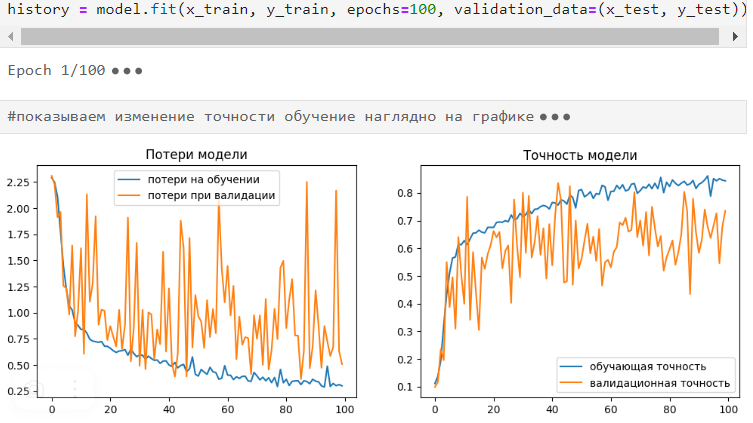 history = model.fit(x_train, y_train, epochs=100, validation_data=(x_test, y_test))
Epoch 1/100 •••
#показываем изменение точности обучение наглядно на графике •••
Потери модели
потери на обучении
потери при валидации
2.25
2.00
1.75
1.50
1.25
1.00
0.75
0.50
0.25
0 20 40 60 80 100
Точность модели
0.8
0.7
0.6
0.5
0.4
0.3
0.2
0.1
обучающая точность
валидационная точность
0 20 40 60 80 100